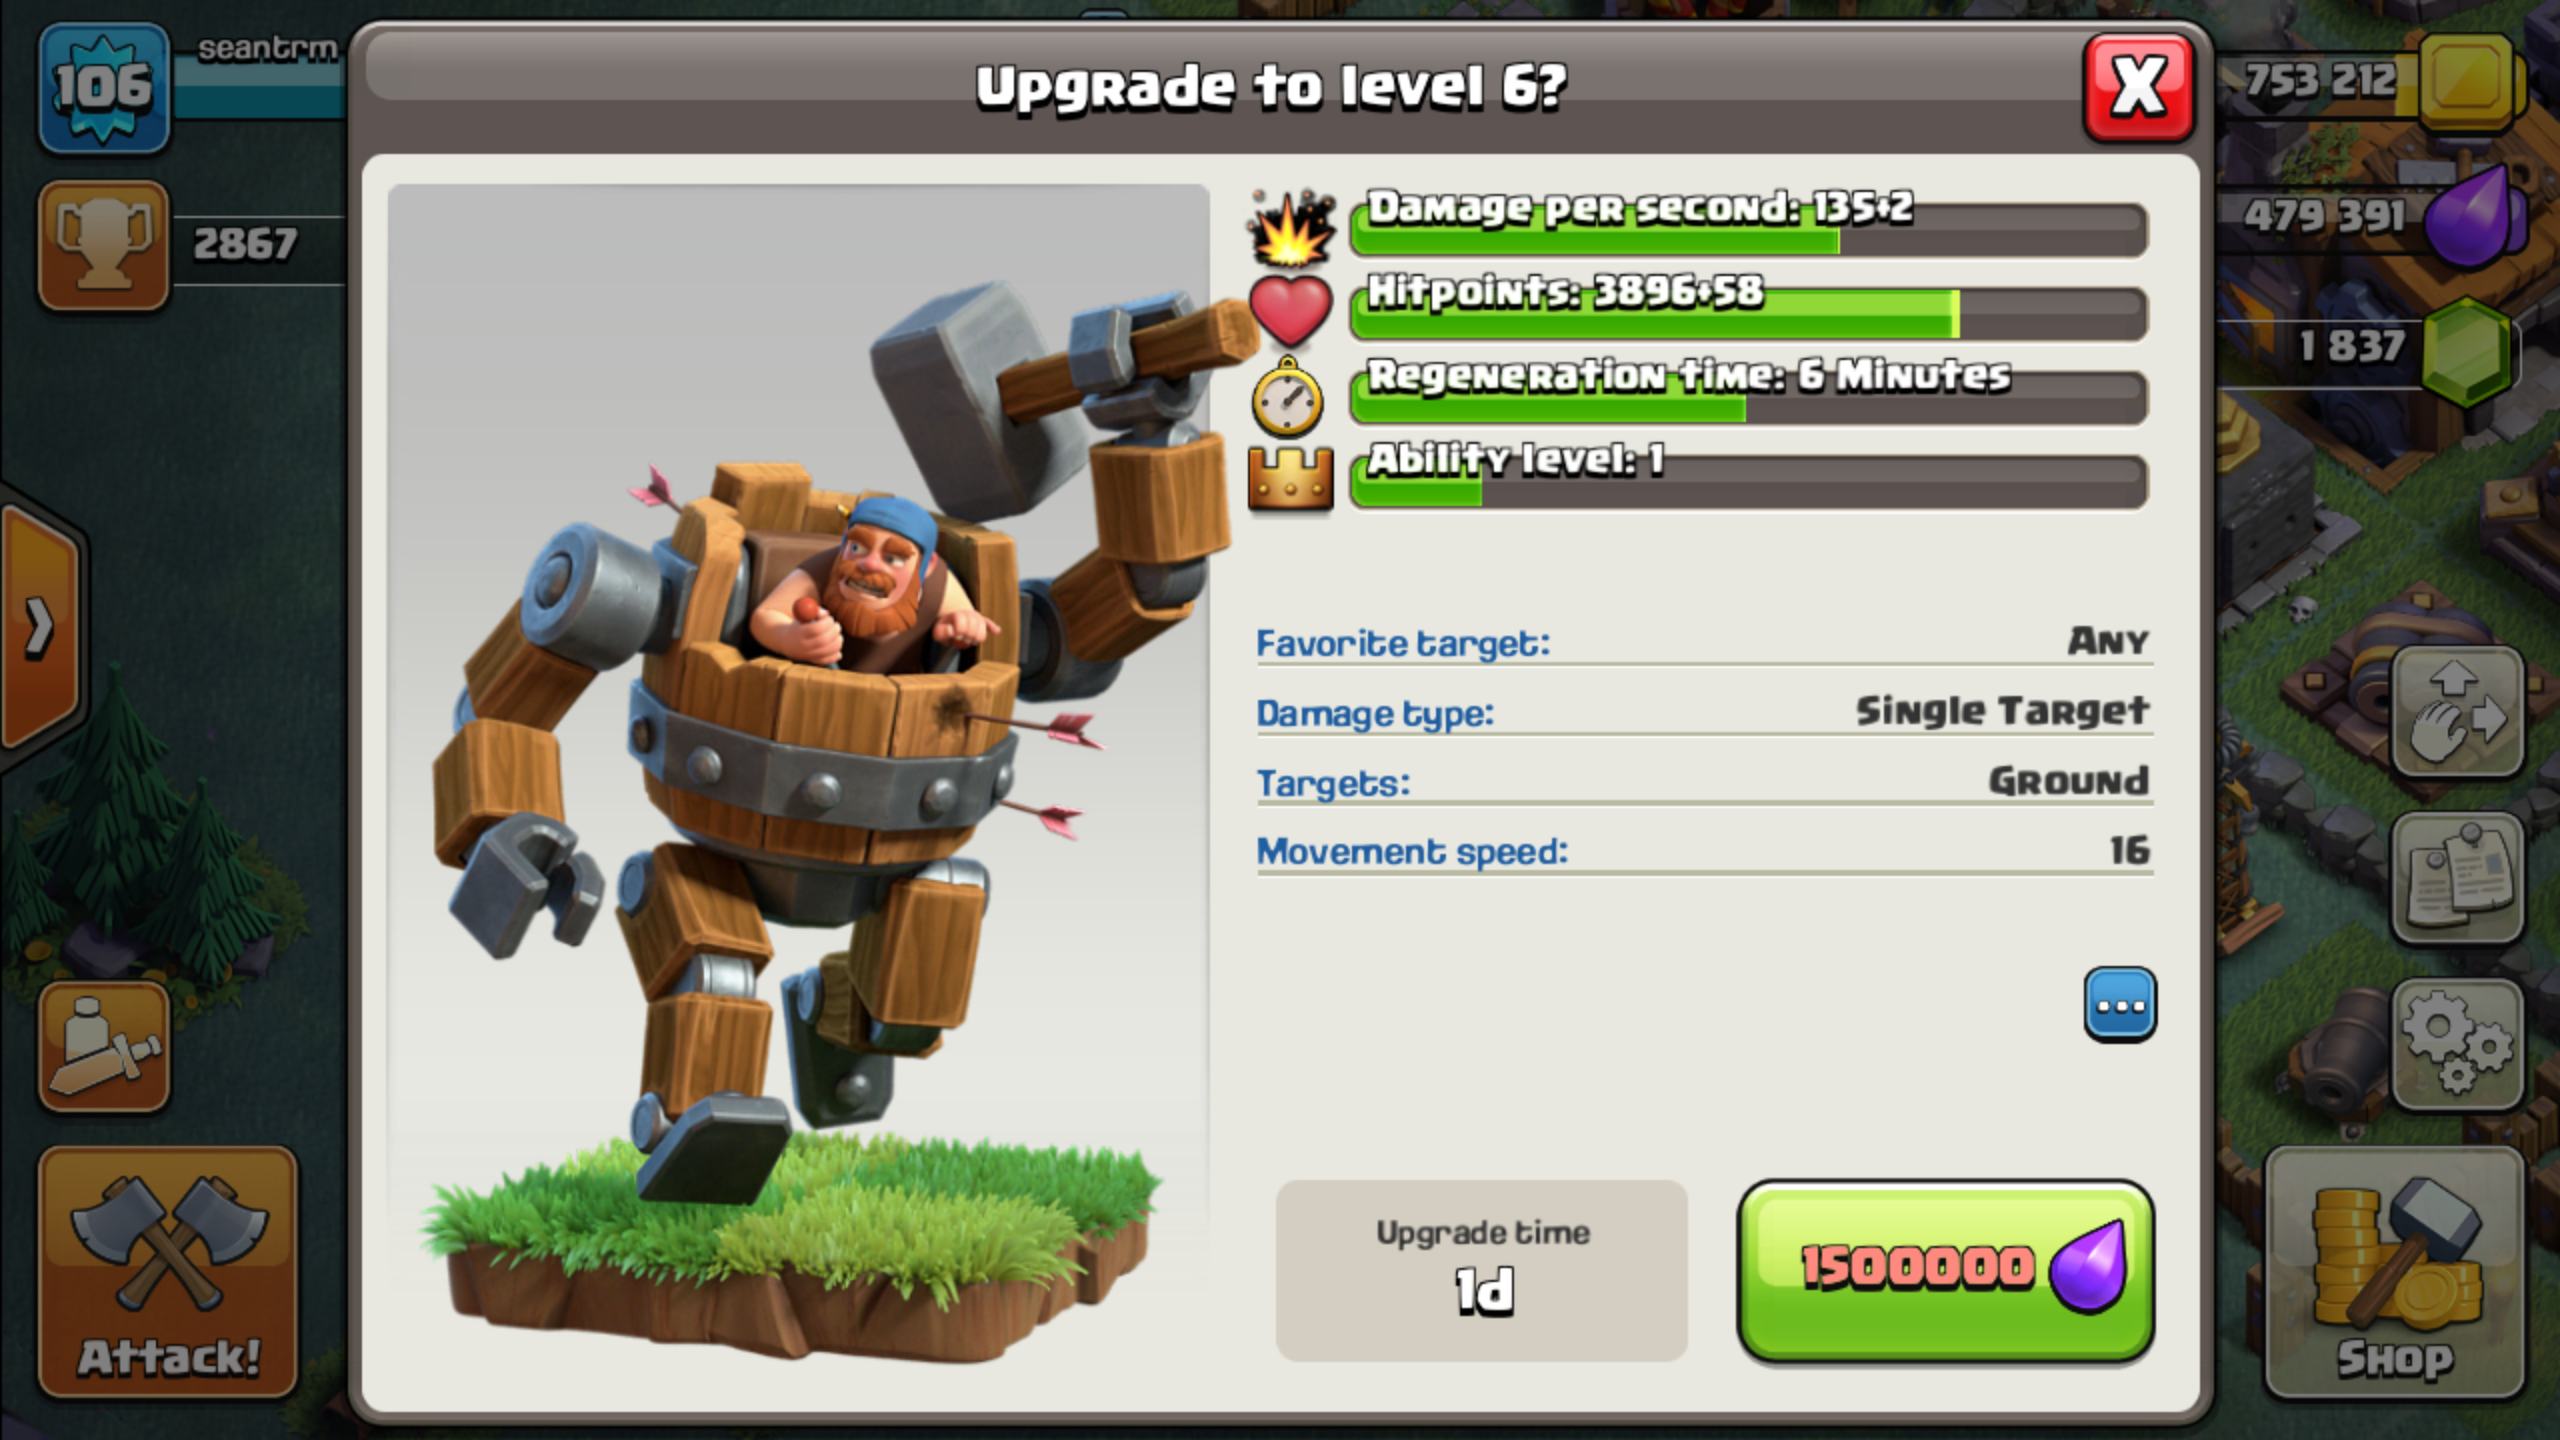 106
seantrm
2867
Upgrade to level 6?
X
753 212
479 391
1 837
Damage per second: 135+2
Hitpoints: 3896+58
Regeneration time: 6 Minutes
Ability level: 1
Favorite target: Any
Damage type: Single Target
Targets: Ground
Movement speed: 16
...
Upgrade time
1d
1500000
Attack!
Shop